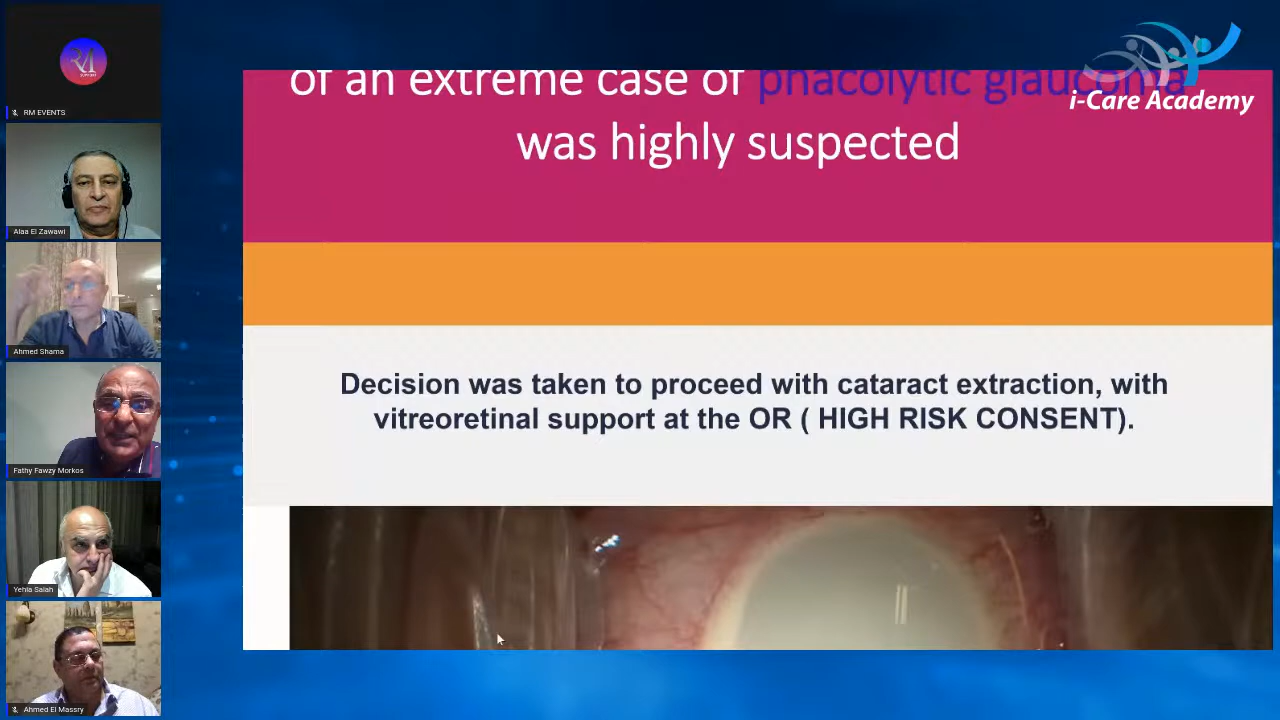 RM EVENTS
Alaa El Zawawi
Ahmed Shama
Fathy Fawzy Morkos
Yehia Salah
Ahmed El Massry
i-Care Academy
of an extreme case of phacolytic glaucoma
was highly suspected
Decision was taken to proceed with cataract extraction, with
vitreoretinal support at the OR ( HIGH RISK CONSENT).